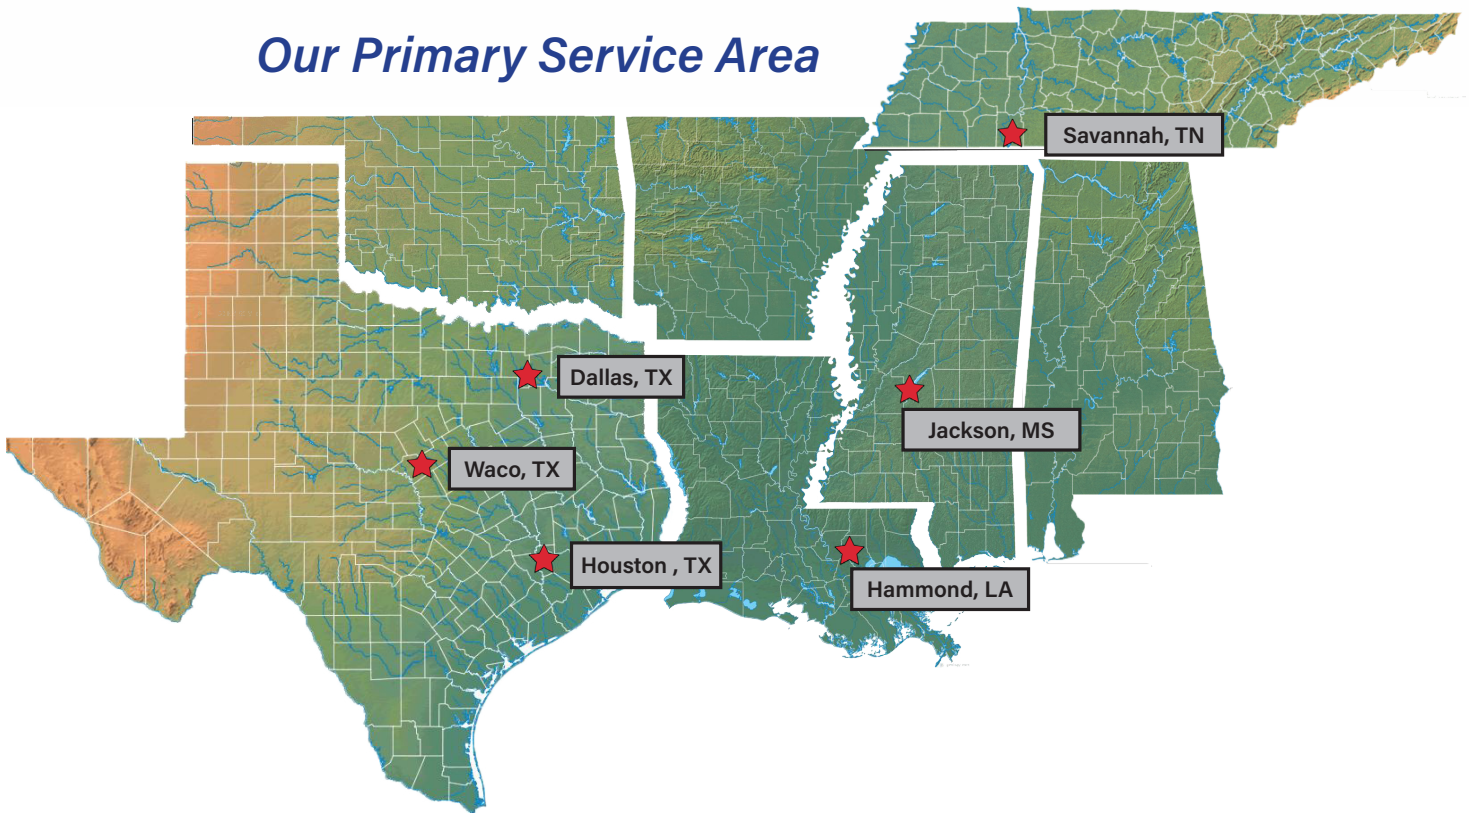 Our Primary Service Area
Savannah, TN
Dallas, TX
Jackson, MS
Waco, TX
Houston , TX
Hammond, LA